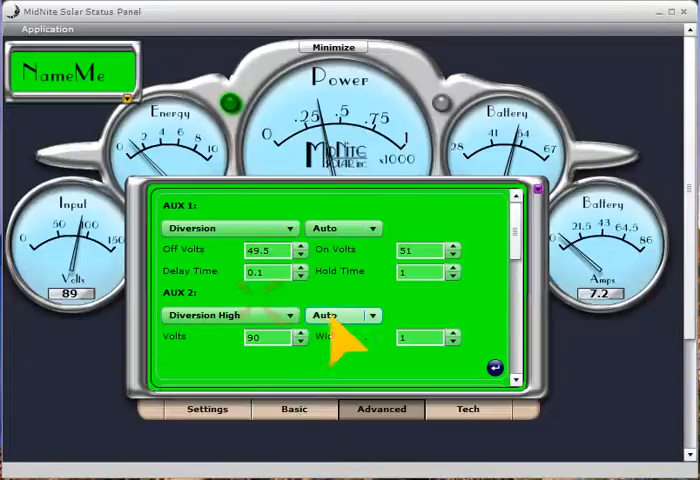 MidNite Solar Status Panel
Application
Minimize
NameMe
Power
0 .25 .5 .75 1
x1000
MIDNITE
SOLAR INC.
Energy
0 2 4 6 8 10
Battery
28 41 54 67
Input
0 50 100 150
Volts
89
Battery
0 21.5 43 64.5 86
Amps
7.2
AUX 1:
Diversion Auto
Off Volts 49.5 On Volts 51
Delay Time 0.1 Hold Time 1
AUX 2:
Diversion High Auto
Volts 90 1
Settings Basic Advanced Tech